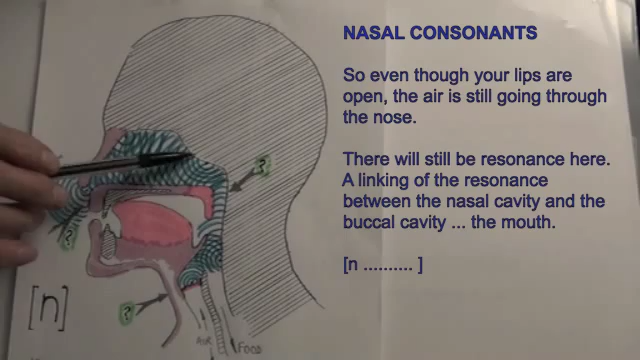 NASAL CONSONANTS
So even though your lips are
open, the air is still going through
the nose.
There will still be resonance here.
A linking of the resonance
between the nasal cavity and the
buccal cavity ... the mouth.
[n .......... ]
?
?
?
[n]
AIR
FOOD